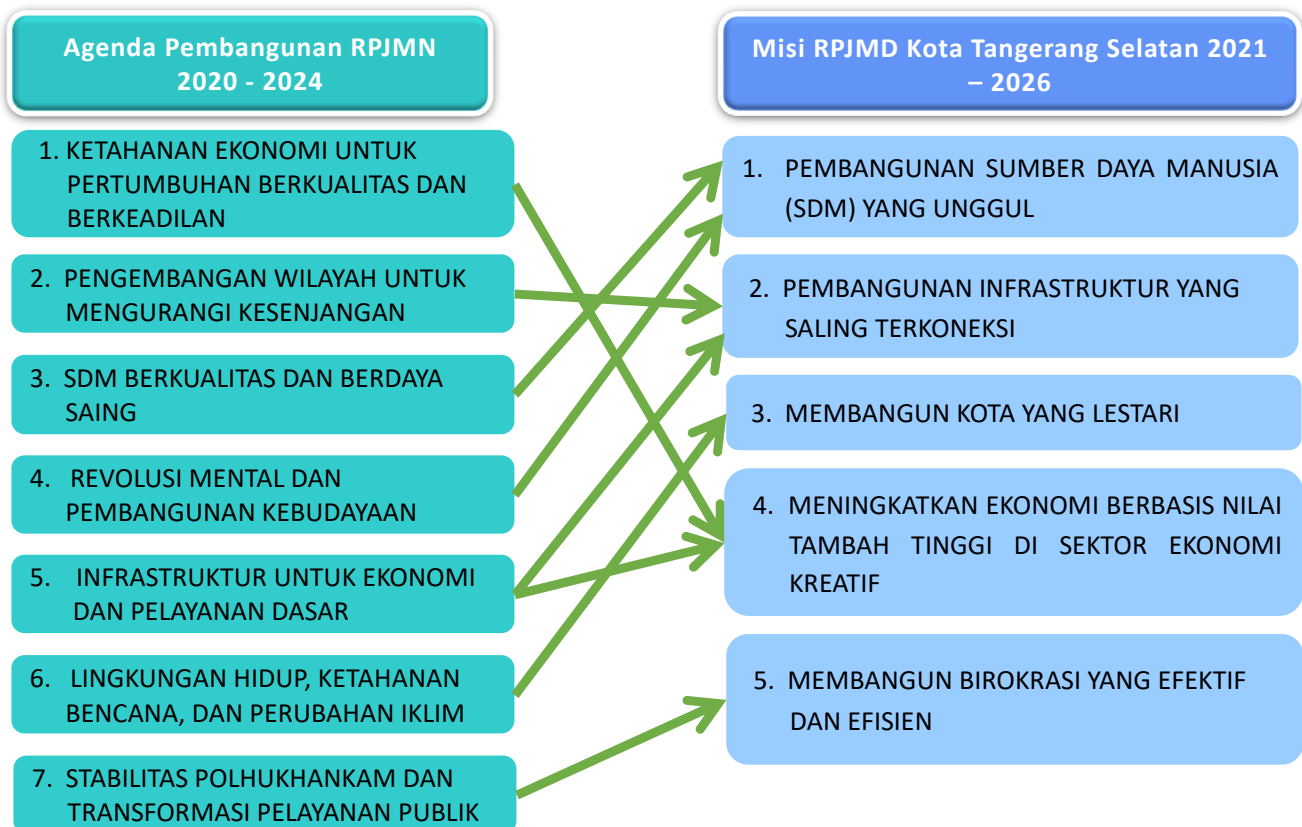 Agenda Pembangunan RPJMN
2020 - 2024
1. KETAHANAN EKONOMI UNTUK
PERTUMBUHAN BERKUALITAS DAN
BERKEADILAN
2. PENGEMBANGAN WILAYAH UNTUK
MENGURANGI KESENJANGAN
3. SDM BERKUALITAS DAN BERDAYA
SAING
4. REVOLUSI MENTAL DAN
PEMBANGUNAN KEBUDAYAAN
5. INFRASTRUKTUR UNTUK EKONOMI
DAN PELAYANAN DASAR
6. LINGKUNGAN HIDUP, KETAHANAN
BENCANA, DAN PERUBAHAN IKLIM
7. STABILITAS POLHUKHANKAM DAN
TRANSFORMASI PELAYANAN PUBLIK
Misi RPJMD Kota Tangerang Selatan 2021
– 2026
1. PEMBANGUNAN SUMBER DAYA MANUSIA
(SDM) YANG UNGGUL
2. PEMBANGUNAN INFRASTRUKTUR YANG
SALING TERKONEKSI
3. MEMBANGUN KOTA YANG LESTARI
4. MENINGKATKAN EKONOMI BERBASIS NILAI
TAMBAH TINGGI DI SEKTOR EKONOMI
KREATIF
5. MEMBANGUN BIROKRASI YANG EFEKTIF
DAN EFISIEN